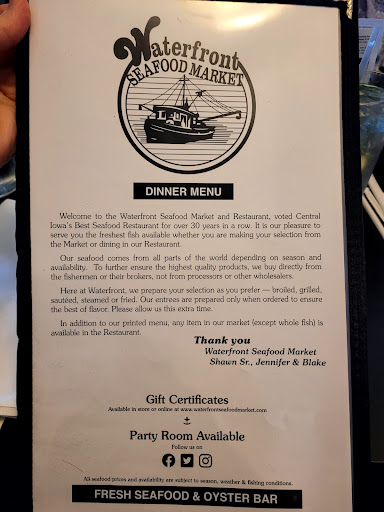 Waterfront
SEAFOOD MARKET
DINNER MENU
Welcome to the Waterfront Seafood Market and Restaurant, voted Central
Iowa's Best Seafood Restaurant for over 30 years in a row. It is our pleasure to
serve you the freshest fish available whether you are making your selection from
the Market or dining in our Restaurant.
Our seafood comes from all parts of the world depending on season and
availability. To further ensure the highest quality products, we buy directly from
the fishermen or their brokers, not from processors or other wholesalers.
Here at Waterfront, we prepare your selection as you prefer — broiled, grilled,
sautéed, steamed or fried. Our entrees are prepared only when ordered to ensure
the best of flavor. Please allow us this extra time.
In addition to our printed menu, any item in our market (except whole fish) is
available in the Restaurant.
Thank you
Waterfront Seafood Market
Shawn Sr., Jennifer & Blake
Gift Certificates
Available in store or online at www.waterfrontseafoodmarket.com
Party Room Available
Follow us on
All seafood prices and availability are subject to season, weather & fishing conditions.
FRESH SEAFOOD & OYSTER BAR